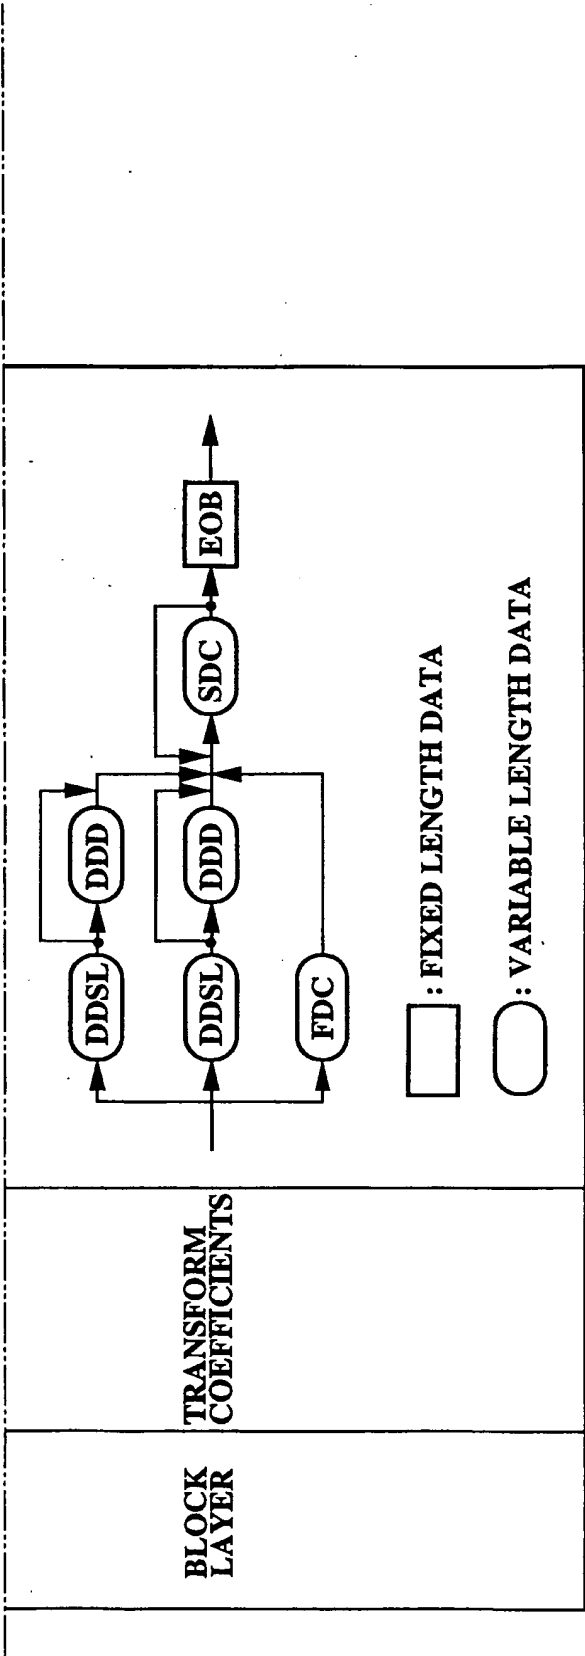 BLOCK
LAYER
TRANSFORM
COEFFICIENTS
DDSL
DDD
DDSL
DDD
SDC
EOB
FDC
: FIXED LENGTH DATA
: VARIABLE LENGTH DATA